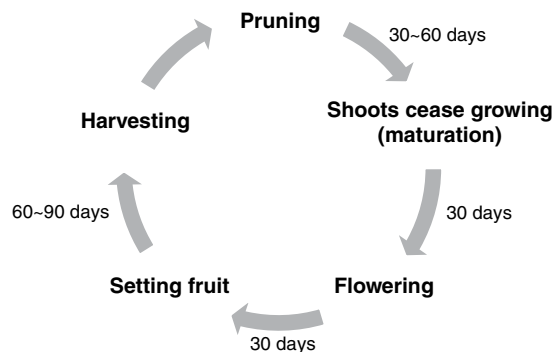 Pruning
30~60 days
Shoots cease growing
(maturation)
30 days
Flowering
30 days
Setting fruit
60~90 days
Harvesting